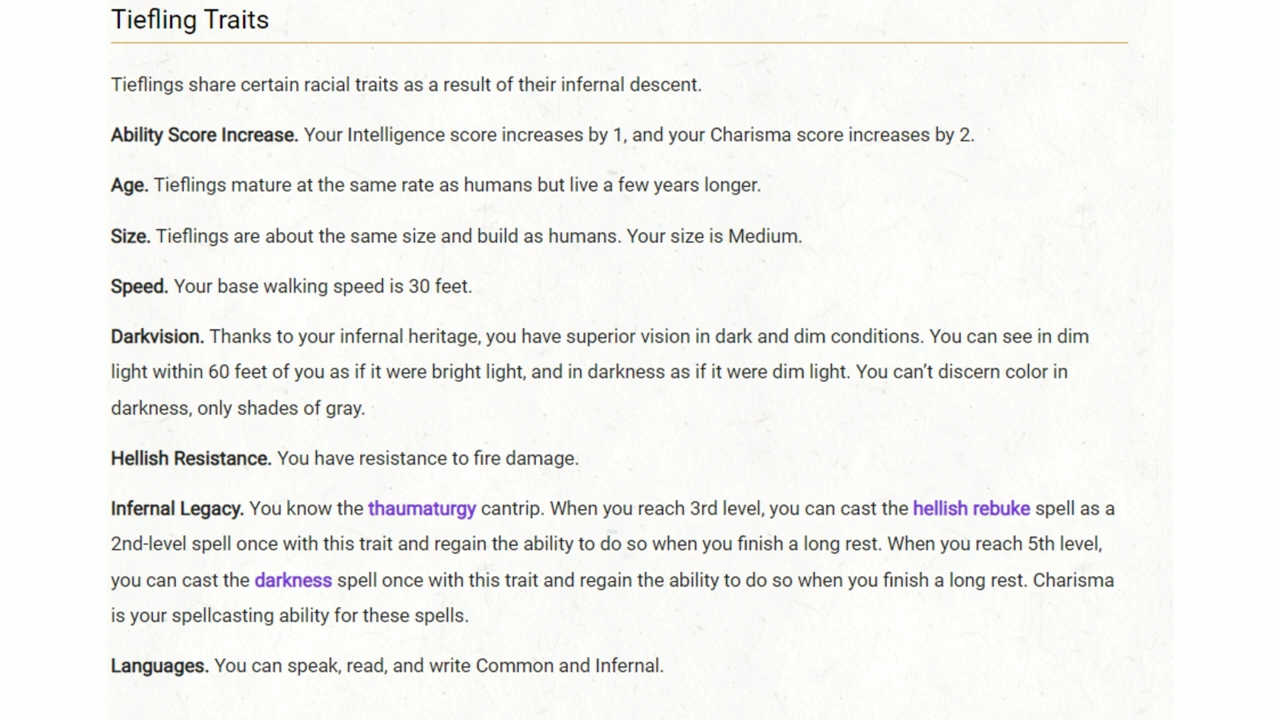 Tiefling Traits
Tieflings share certain racial traits as a result of their infernal descent.
Ability Score Increase. Your Intelligence score increases by 1, and your Charisma score increases by 2.
Age. Tieflings mature at the same rate as humans but live a few years longer.
Size. Tieflings are about the same size and build as humans. Your size is Medium.
Speed. Your base walking speed is 30 feet.
Darkvision. Thanks to your infernal heritage, you have superior vision in dark and dim conditions. You can see in dim
light within 60 feet of you as if it were bright light, and in darkness as if it were dim light. You can’t discern color in
darkness, only shades of gray.
Hellish Resistance. You have resistance to fire damage.
Infernal Legacy. You know the thaumaturgy cantrip. When you reach 3rd level, you can cast the hellish rebuke spell as a
2nd-level spell once with this trait and regain the ability to do so when you finish a long rest. When you reach 5th level,
you can cast the darkness spell once with this trait and regain the ability to do so when you finish a long rest. Charisma
is your spellcasting ability for these spells.
Languages. You can speak, read, and write Common and Infernal.